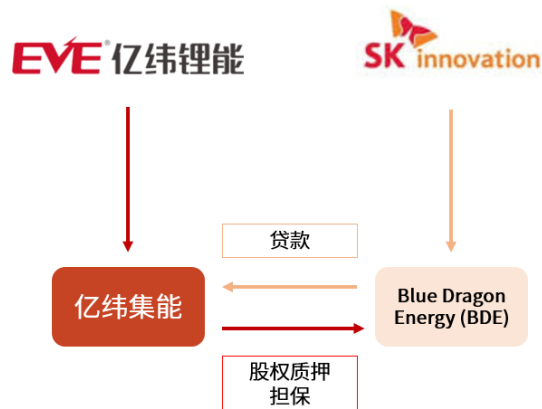 EVE®亿纬锂能
SK innovation
贷款
亿纬集能
Blue Dragon
Energy (BDE)
股权质押
担保